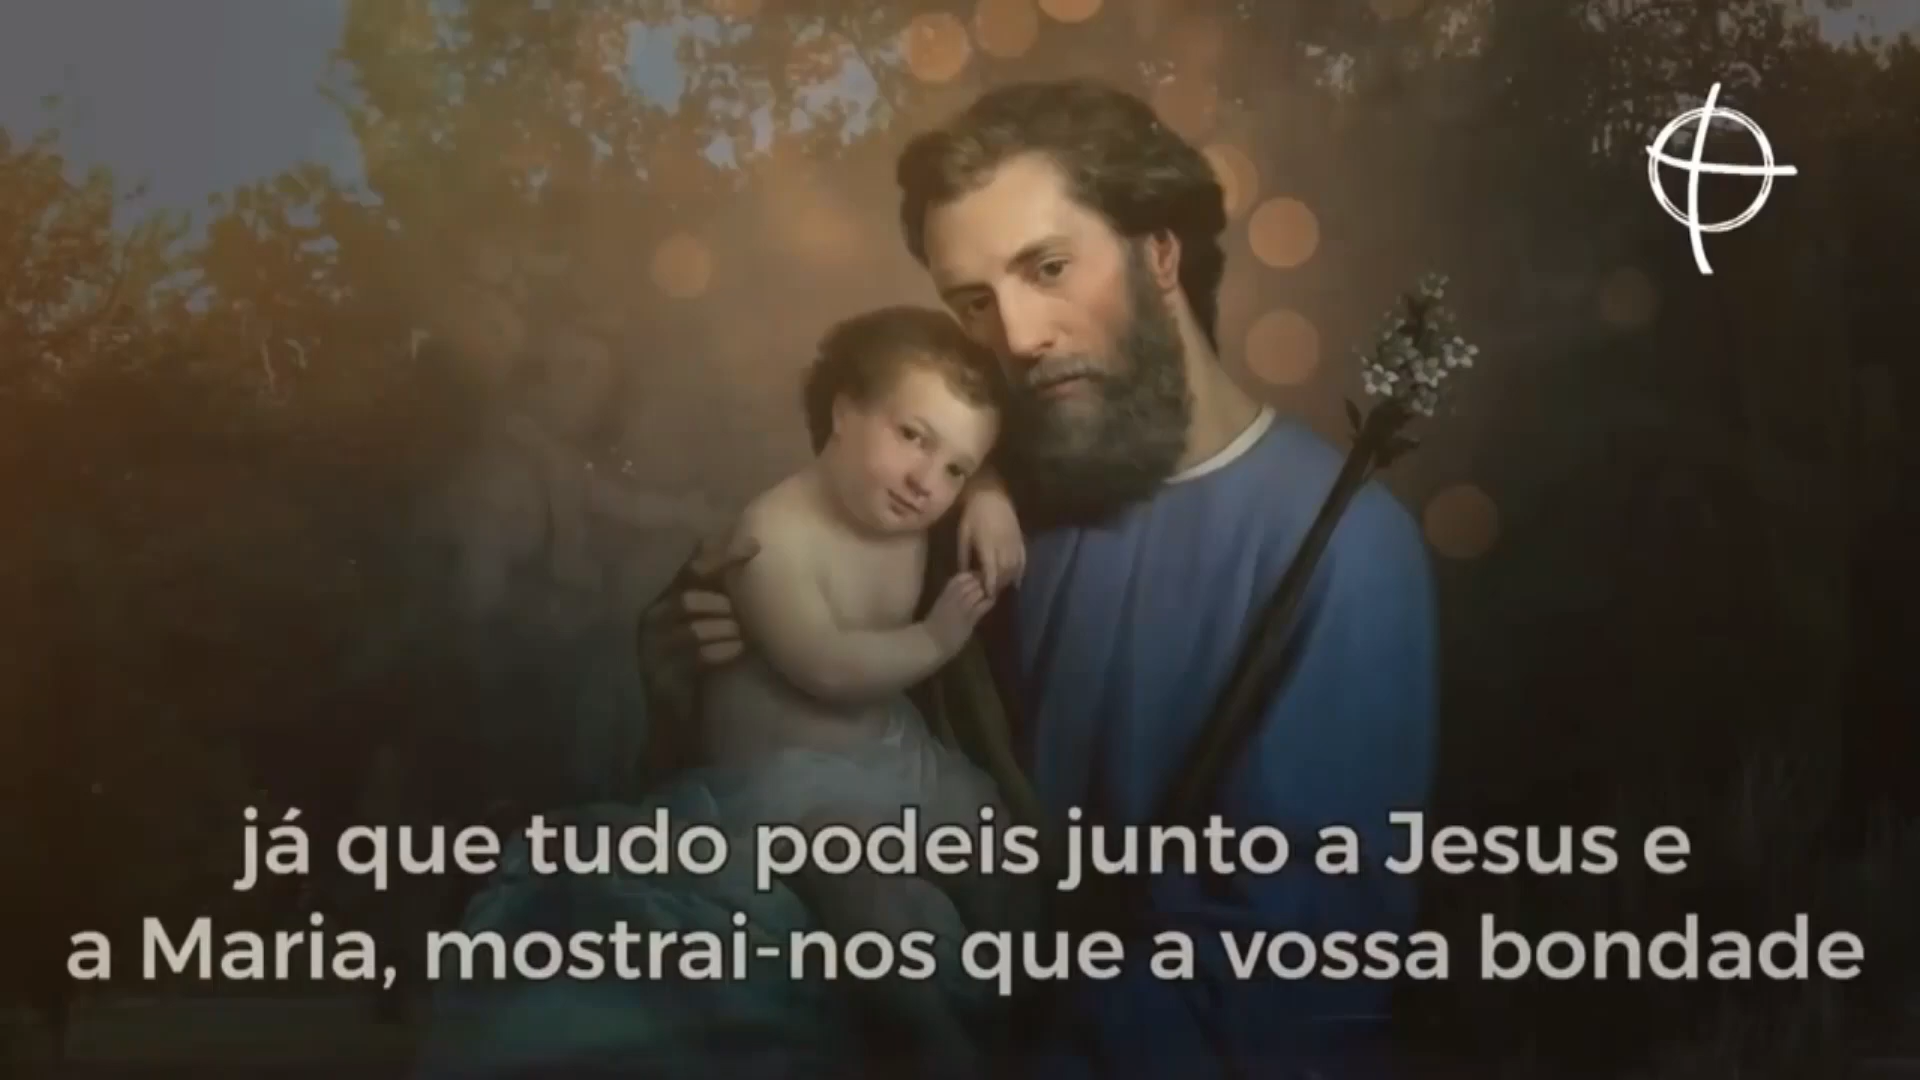 já que tudo podeis junto a Jesus e
a Maria, mostrai-nos que a vossa bondade